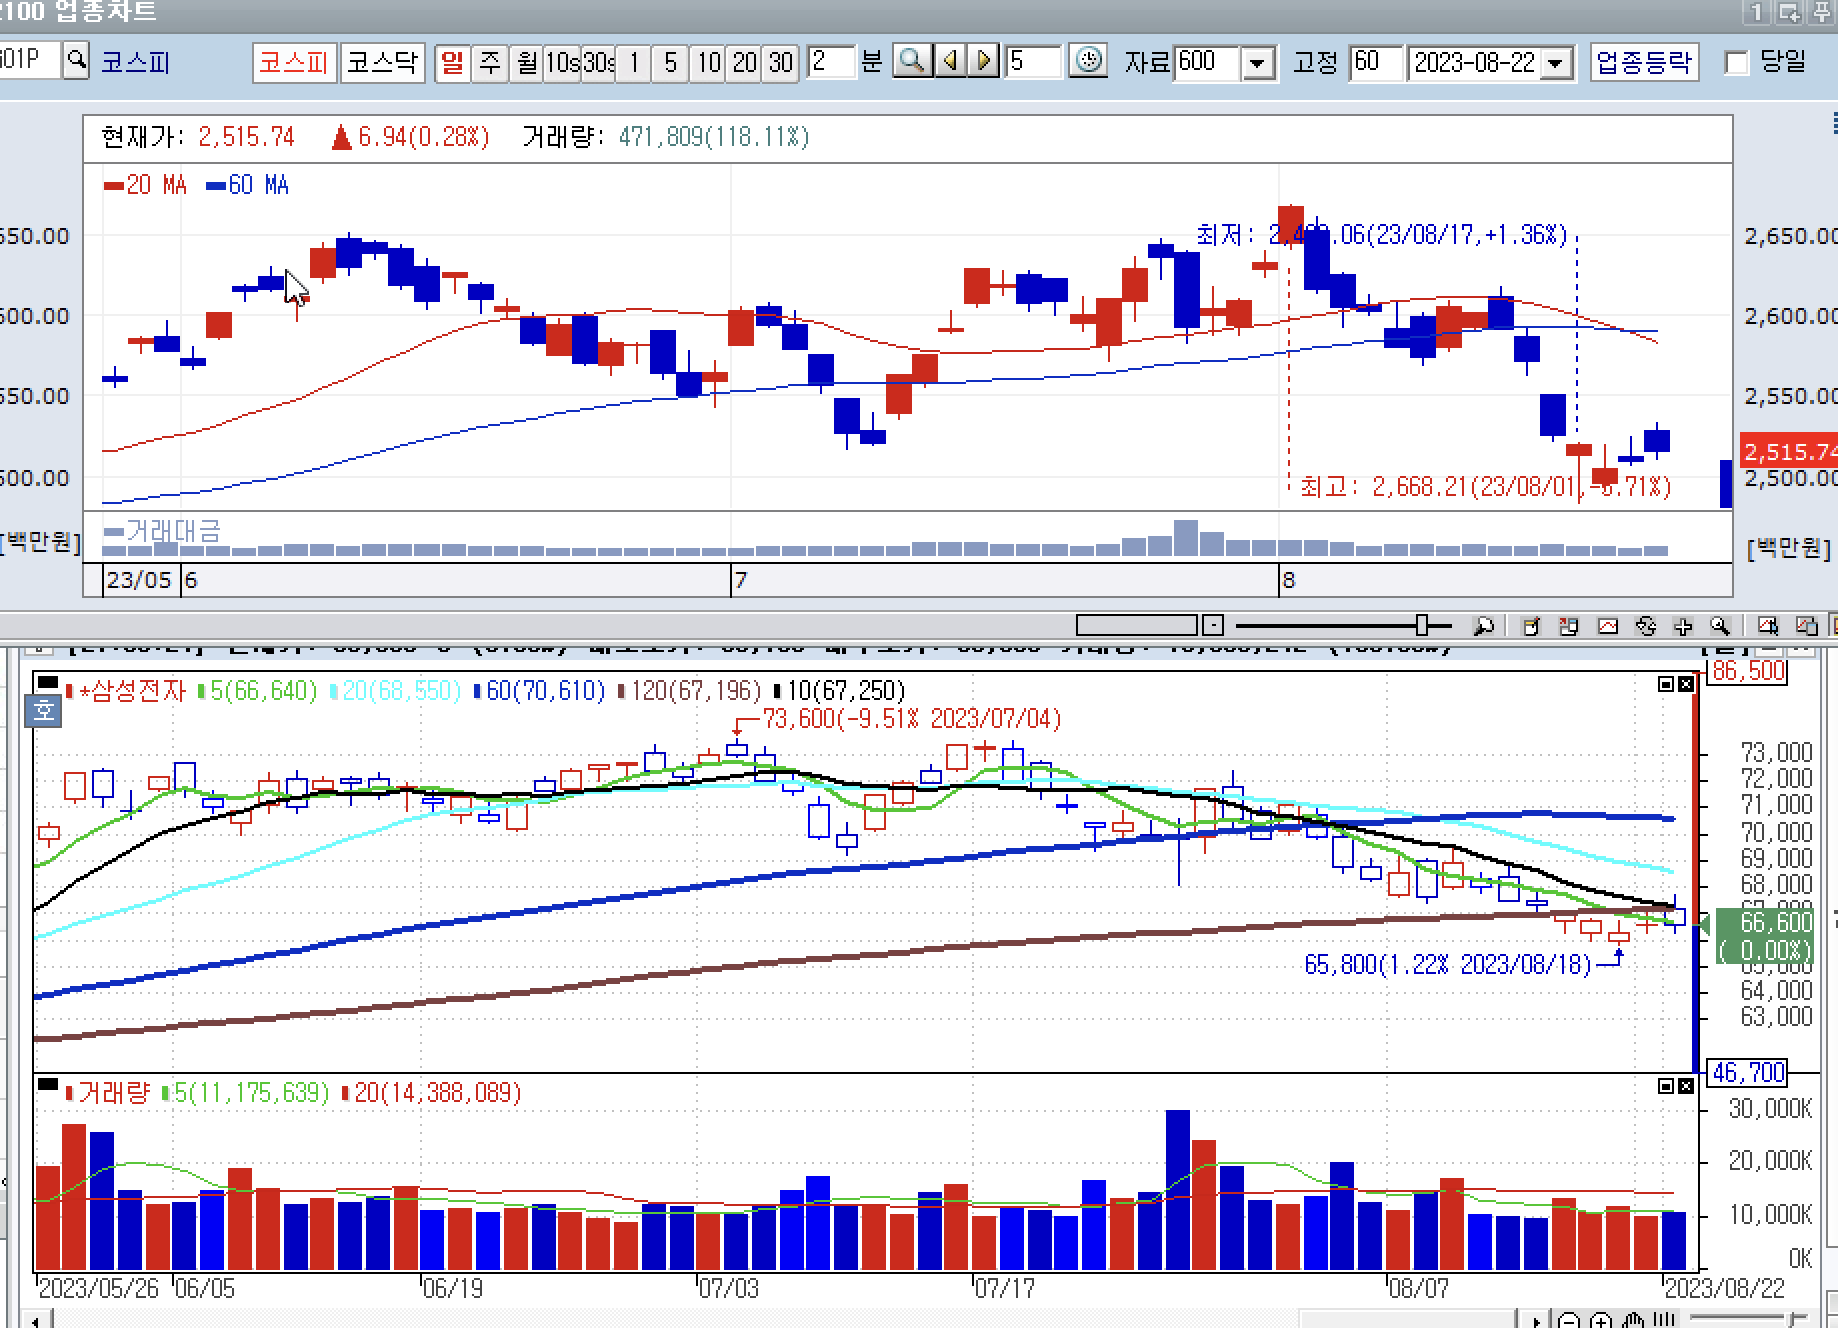 2100 업종차트
601P 코스피 코스피 코스닥 일 주 월 10s 30s 1 5 10 20 30 2 분 5 자료 600 고정 60 2023-08-22 업종등락 당일
현재가: 2,515.74 ▲ 6.94(0.28%) 거래량: 471,809(118.11%)
20 MA 60 MA
최저: 2,4 .06(23/08/17,+1.36%)
650.00 2,650.00
600.00 2,600.00
550.00 2,550.00
2,515.74
500.00 2,500.00
최고: 2,668.21(23/08/01,-5.71%)
거래대금
[백만원] [백만원]
23/05 6 7 8
86,500
*삼성전자 5(66,640) 20(68,550) 60(70,610) 120(67,196) 10(67,250)
호
73,600(-9.51% 2023/07/04)
73,000
72,000
71,000
70,000
69,000
68,000
67,000
66,600
( 0.00%)
65,800(1.22% 2023/08/18)
65,000
64,000
63,000
46,700
거래량 5(11,175,639) 20(14,388,089)
30,000K
20,000K
10,000K
0K
2023/05/26 06/05 06/19 07/03 07/17 08/07 2023/08/22